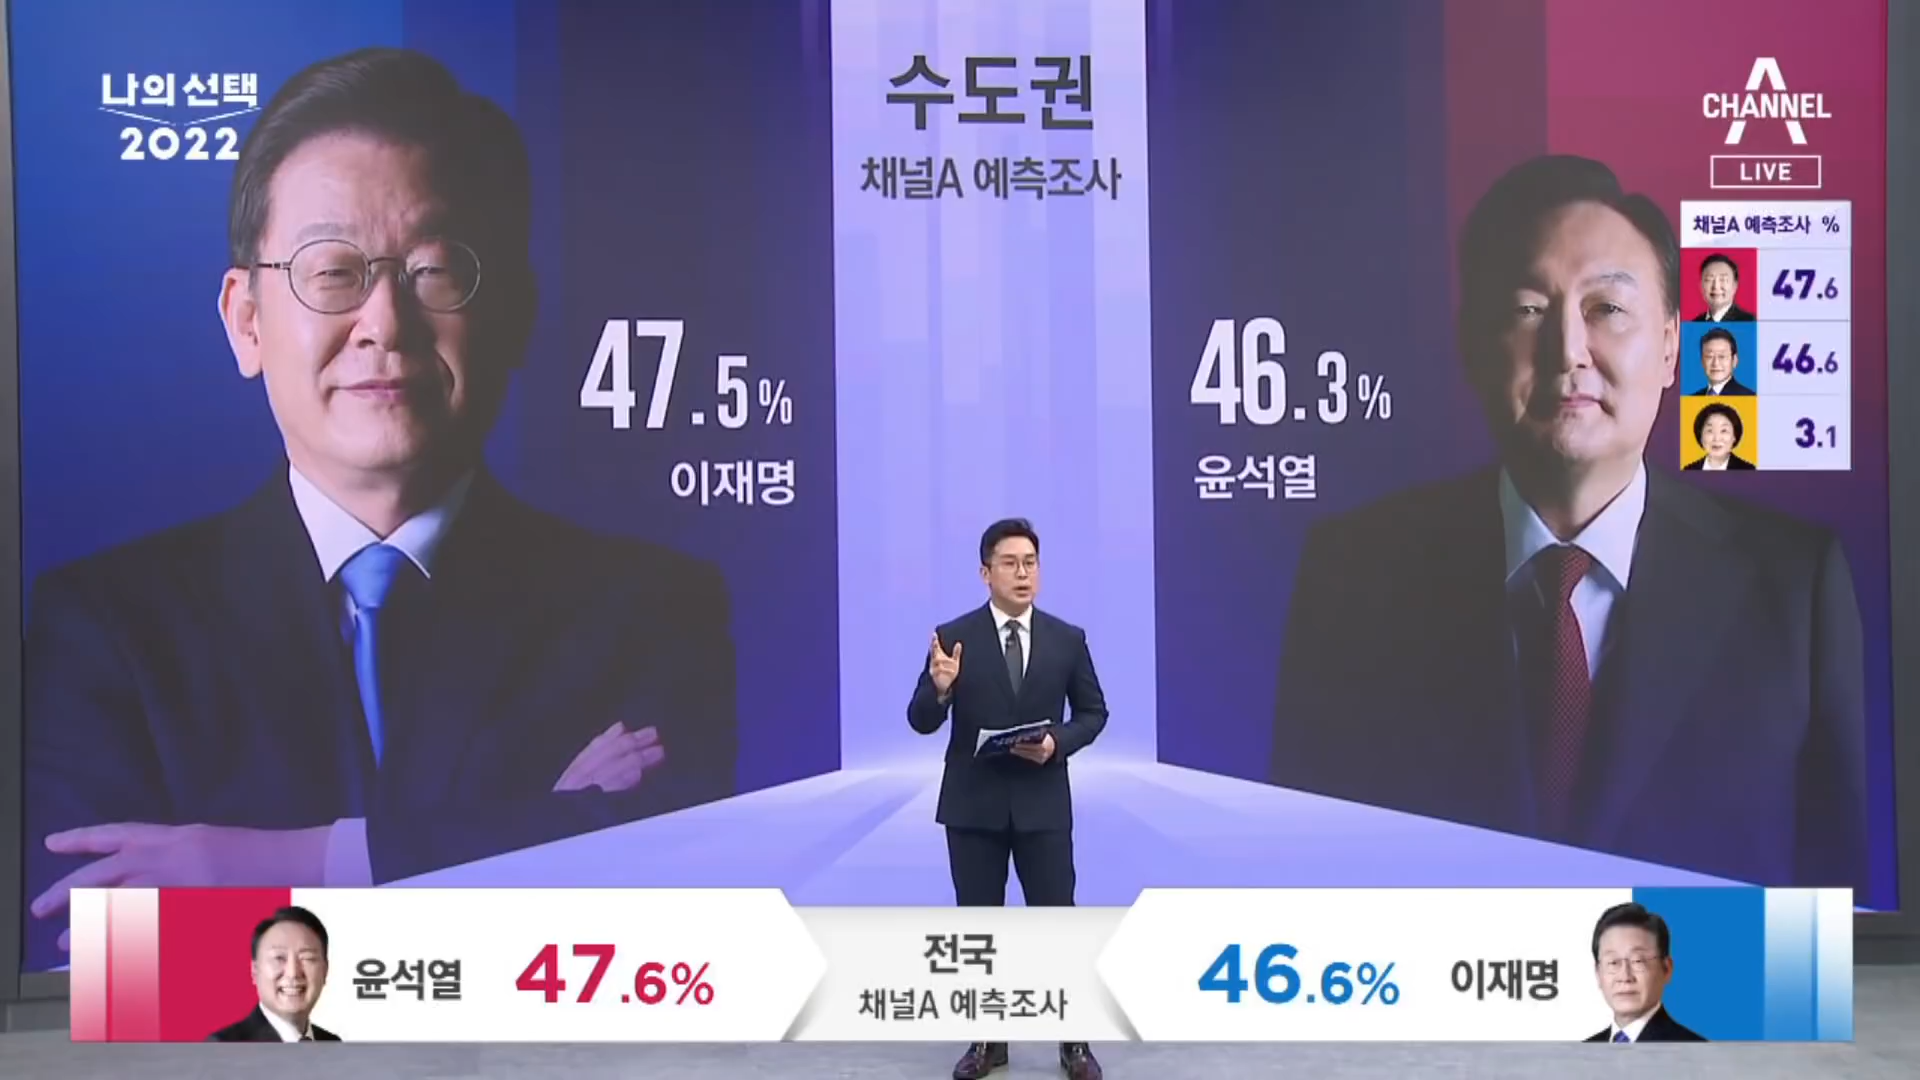 나의 선택
2022
수도권
채널A 예측조사
47.5%
이재명
46.3%
윤석열
CHANNEL A
LIVE
채널A 예측조사 %
47.6
46.6
3.1
윤석열 47.6%
전국
채널A 예측조사
46.6% 이재명